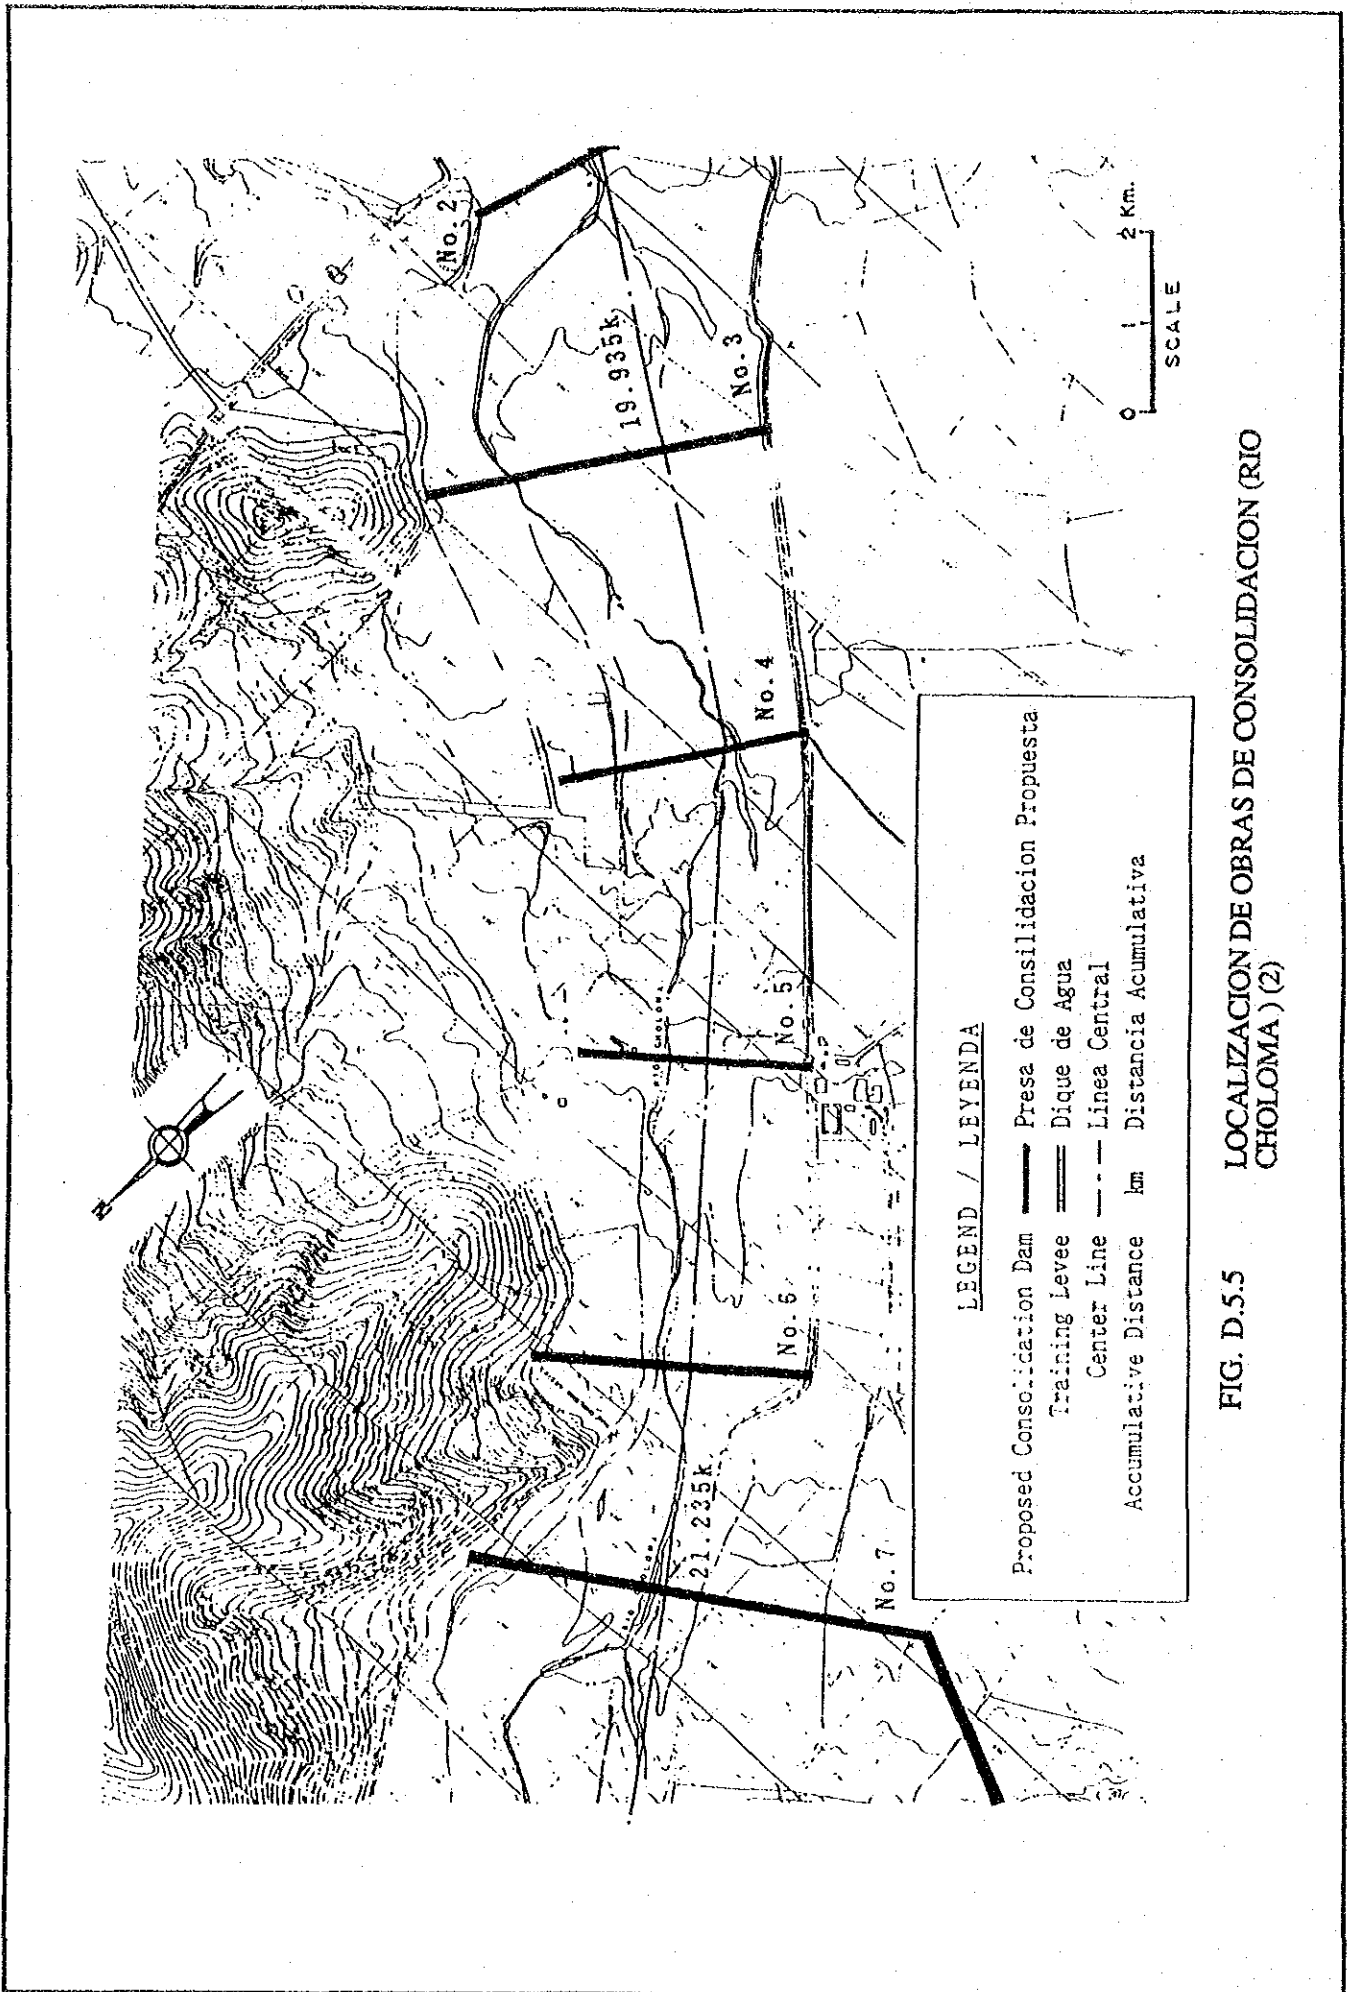 No.2
19.935k
No.3
No.4
RIO CHOLOMA
No.5
No.6
21.235k
No.7
N
0 1 2 Km.
SCALE
LEGEND / LEYENDA
Proposed Consolidation Dam Presa de Consilidacion Propuesta
Training Levee Dique de Agua
Center Line Linea Central
Accumulative Distance km Distancia Acumulativa
FIG. D.5.5 LOCALIZACION DE OBRAS DE CONSOLIDACION (RIO
CHOLOMA ) (2)